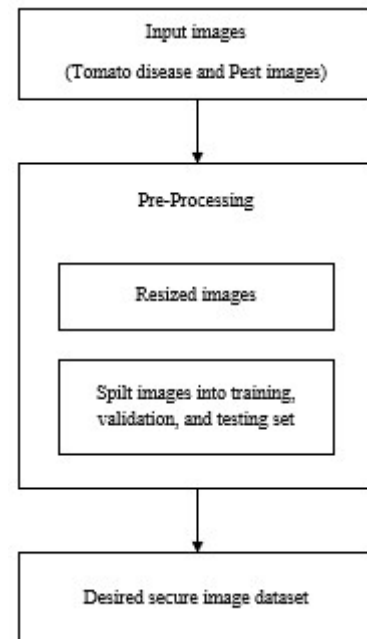 Input images
(Tomato disease and Pest images)
Pre-Processing
Resized images
Spilt images into training,
validation, and testing set
Desired secure image dataset